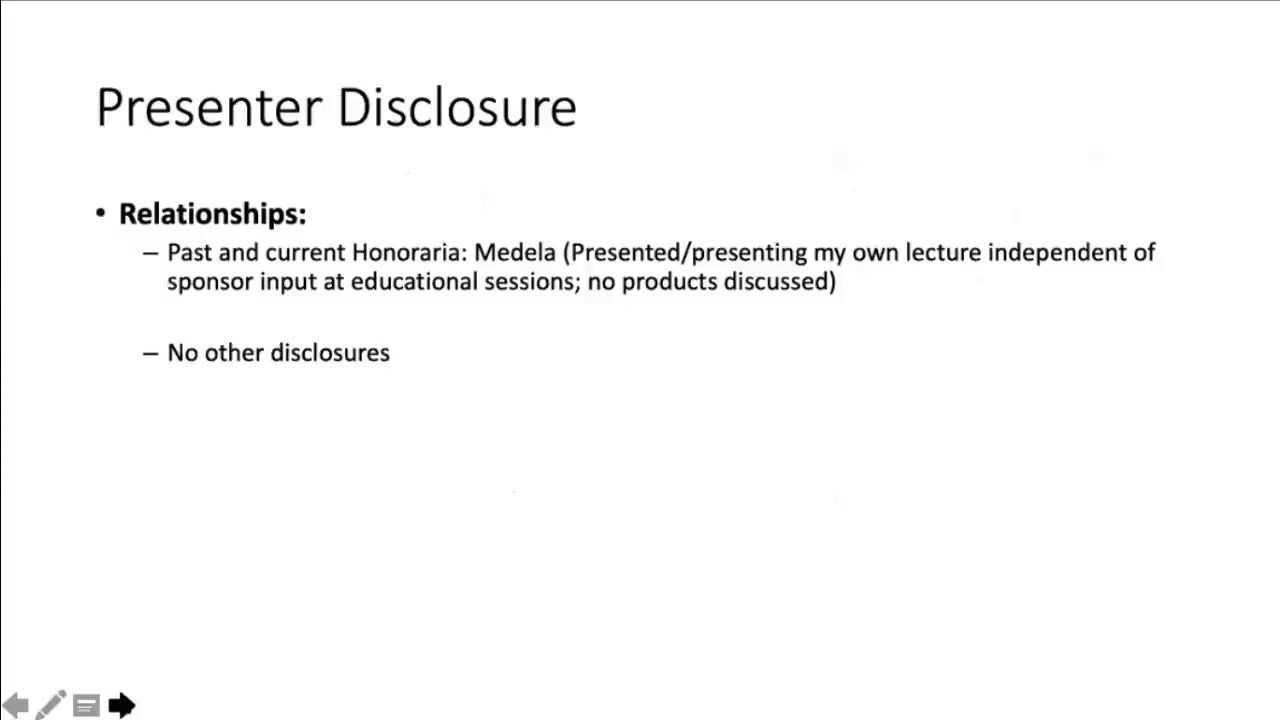 Presenter Disclosure
• Relationships:
– Past and current Honoraria: Medela (Presented/presenting my own lecture independent of
sponsor input at educational sessions; no products discussed)
– No other disclosures